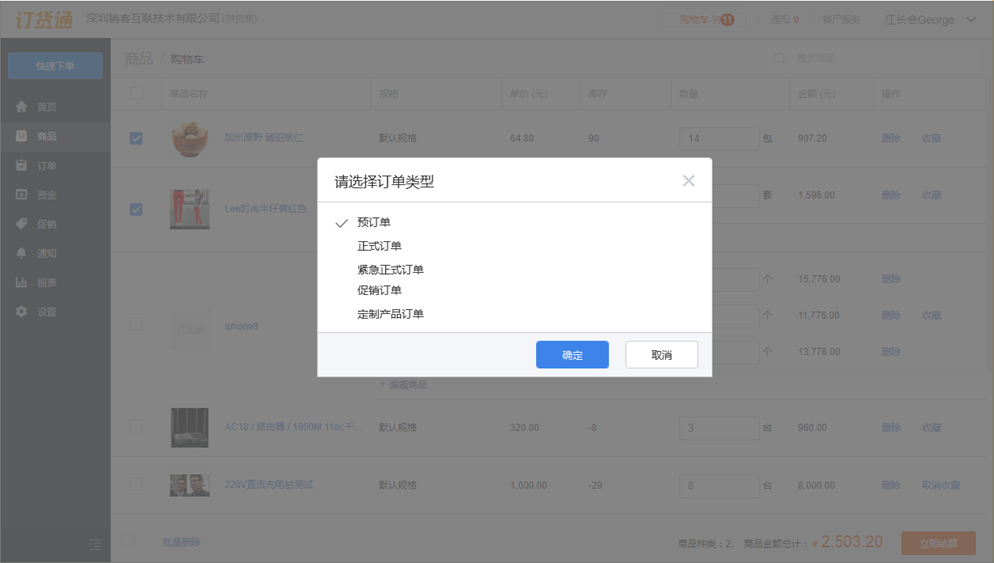 订货通 深圳销客互联技术有限公司 (供应商) 购物车 11 通知 0 客户服务 江长会George
快速下单 商品 / 购物车 搜索商品
商品名称 规格 单价 (元) 库存 数量 金额 (元) 操作
首页
商品
订单
资金
促销
通知
报表
设置
加州原野 琥珀桃仁 默认规格 64.80 90 14 包 907.20 删除 收藏
Lee时尚牛仔裤红色 套 1,596.00 删除 收藏
请选择订单类型
预订单
正式订单
紧急正式订单
促销订单
定制产品订单
确定 取消
个 15,776.00 删除
iphone8 个 11,776.00 删除 收藏
个 13,776.00 删除
+ 编辑商品
AC18 / 路由器 / 1900M 11ac千... 默认规格 320.00 -8 3 台 960.00 删除 收藏
220V直流充电桩测试 默认规格 1,000.00 -29 8 台 8,000.00 删除 取消收藏
批量删除 商品种类：2, 商品金额总计：¥ 2,503.20 立即结算